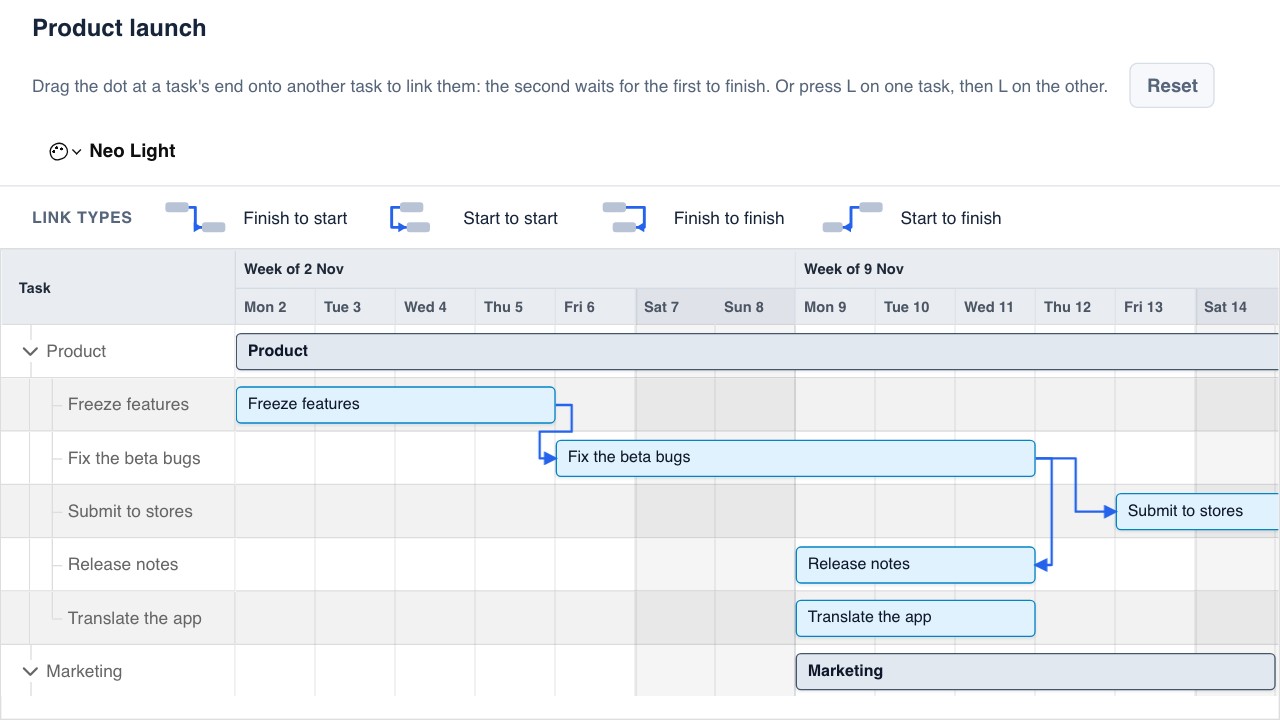 Product launch
Drag the dot at a task's end onto another task to link them: the second waits for the first to finish. Or press L on one task, then L on the other.
Reset
Neo Light
LINK TYPES
Finish to start
Start to start
Finish to finish
Start to finish
Task
Week of 2 Nov
Week of 9 Nov
Mon 2
Tue 3
Wed 4
Thu 5
Fri 6
Sat 7
Sun 8
Mon 9
Tue 10
Wed 11
Thu 12
Fri 13
Sat 14
Product
Product
Freeze features
Freeze features
Fix the beta bugs
Fix the beta bugs
Submit to stores
Submit to stores
Release notes
Release notes
Translate the app
Translate the app
Marketing
Marketing